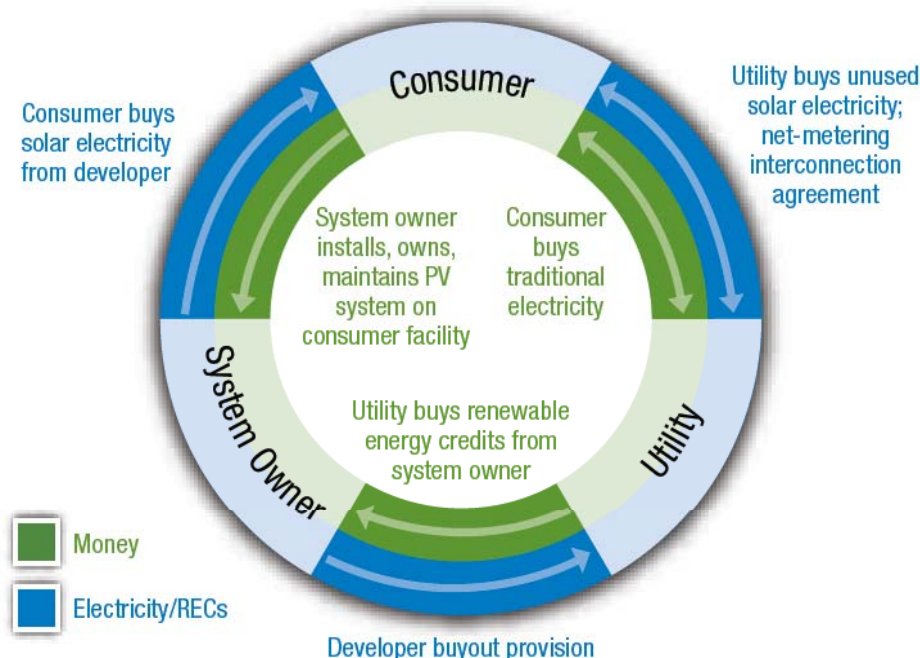 Consumer
Consumer buys
solar electricity
from developer
Utility buys unused
solar electricity;
net-metering
interconnection
agreement
System owner
installs, owns,
maintains PV
system on
consumer facility
Consumer
buys
traditional
electricity
System Owner
Utility
Utility buys renewable
energy credits from
system owner
Money
Electricity/RECs
Developer buyout provision